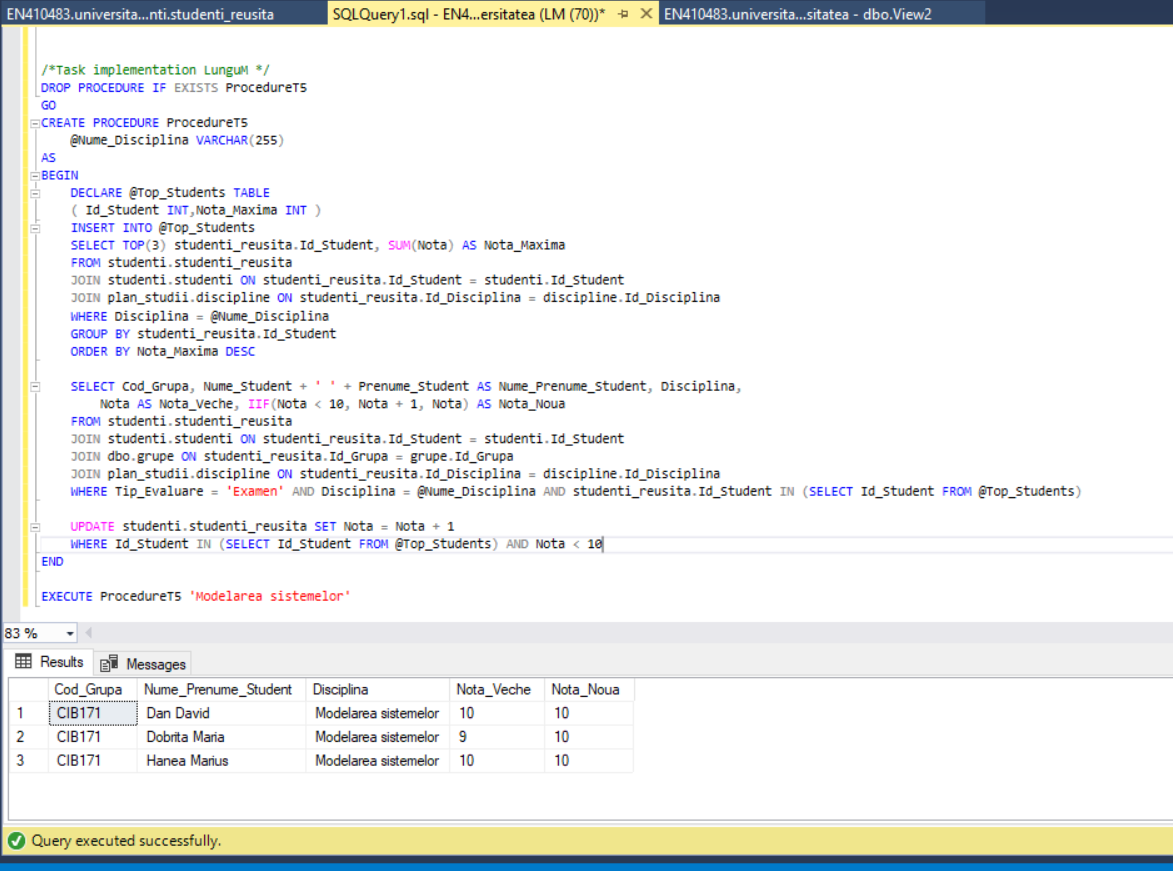 EN410483.universita...nti.studenti_reusita SQLQuery1.sql - EN4...ersitatea (LM (70))* EN410483.universita...sitatea - dbo.View2
/*Task implementation LunguM */
DROP PROCEDURE IF EXISTS ProcedureT5
GO
CREATE PROCEDURE ProcedureT5
@Nume_Disciplina VARCHAR(255)
AS
BEGIN
DECLARE @Top_Students TABLE
( Id_Student INT,Nota_Maxima INT )
INSERT INTO @Top_Students
SELECT TOP(3) studenti_reusita.Id_Student, SUM(Nota) AS Nota_Maxima
FROM studenti.studenti_reusita
JOIN studenti.studenti ON studenti_reusita.Id_Student = studenti.Id_Student
JOIN plan_studii.discipline ON studenti_reusita.Id_Disciplina = discipline.Id_Disciplina
WHERE Disciplina = @Nume_Disciplina
GROUP BY studenti_reusita.Id_Student
ORDER BY Nota_Maxima DESC
SELECT Cod_Grupa, Nume_Student + ' ' + Prenume_Student AS Nume_Prenume_Student, Disciplina,
Nota AS Nota_Veche, IIF(Nota < 10, Nota + 1, Nota) AS Nota_Noua
FROM studenti.studenti_reusita
JOIN studenti.studenti ON studenti_reusita.Id_Student = studenti.Id_Student
JOIN dbo.grupe ON studenti_reusita.Id_Grupa = grupe.Id_Grupa
JOIN plan_studii.discipline ON studenti_reusita.Id_Disciplina = discipline.Id_Disciplina
WHERE Tip_Evaluare = 'Examen' AND Disciplina = @Nume_Disciplina AND studenti_reusita.Id_Student IN (SELECT Id_Student FROM @Top_Students)
UPDATE studenti.studenti_reusita SET Nota = Nota + 1
WHERE Id_Student IN (SELECT Id_Student FROM @Top_Students) AND Nota < 10
END
EXECUTE ProcedureT5 'Modelarea sistemelor'
83 %
Results Messages
Cod_Grupa Nume_Prenume_Student Disciplina Nota_Veche Nota_Noua
1 CIB171 Dan David Modelarea sistemelor 10 10
2 CIB171 Dobrita Maria Modelarea sistemelor 9 10
3 CIB171 Hanea Marius Modelarea sistemelor 10 10
Query executed successfully.